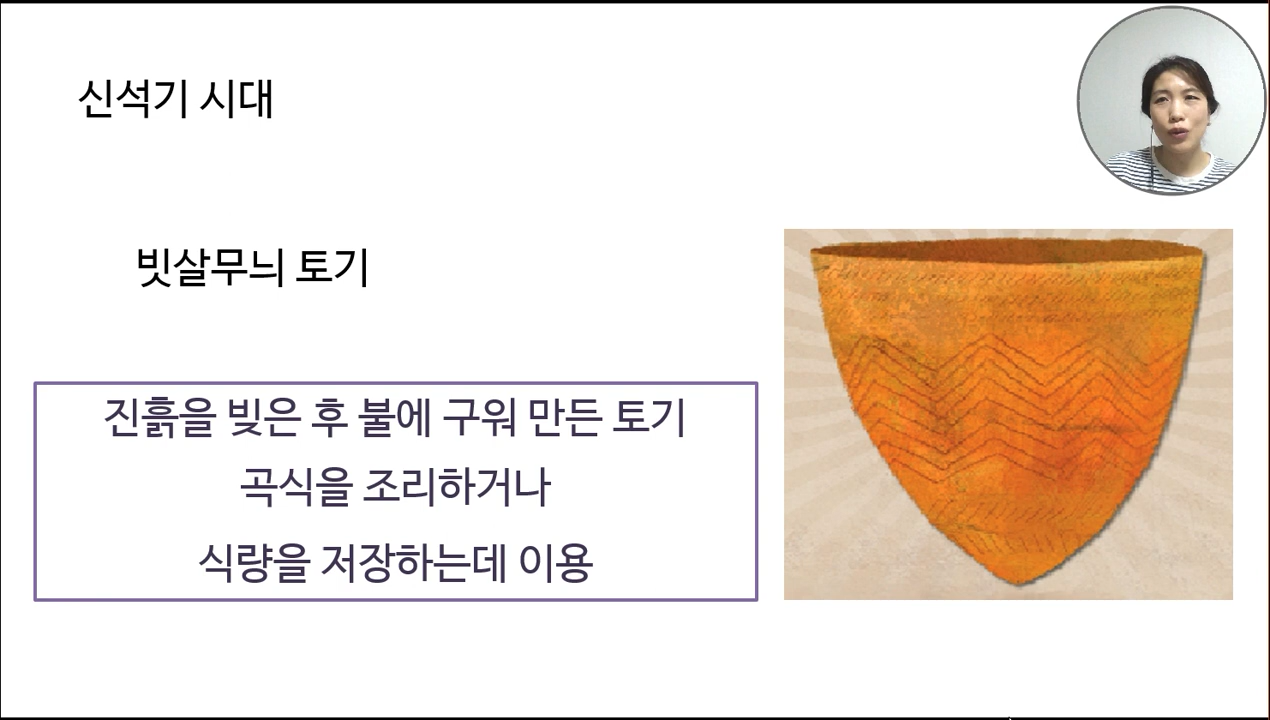 신석기 시대
빗살무늬 토기
진흙을 빚은 후 불에 구워 만든 토기
곡식을 조리하거나
식량을 저장하는데 이용